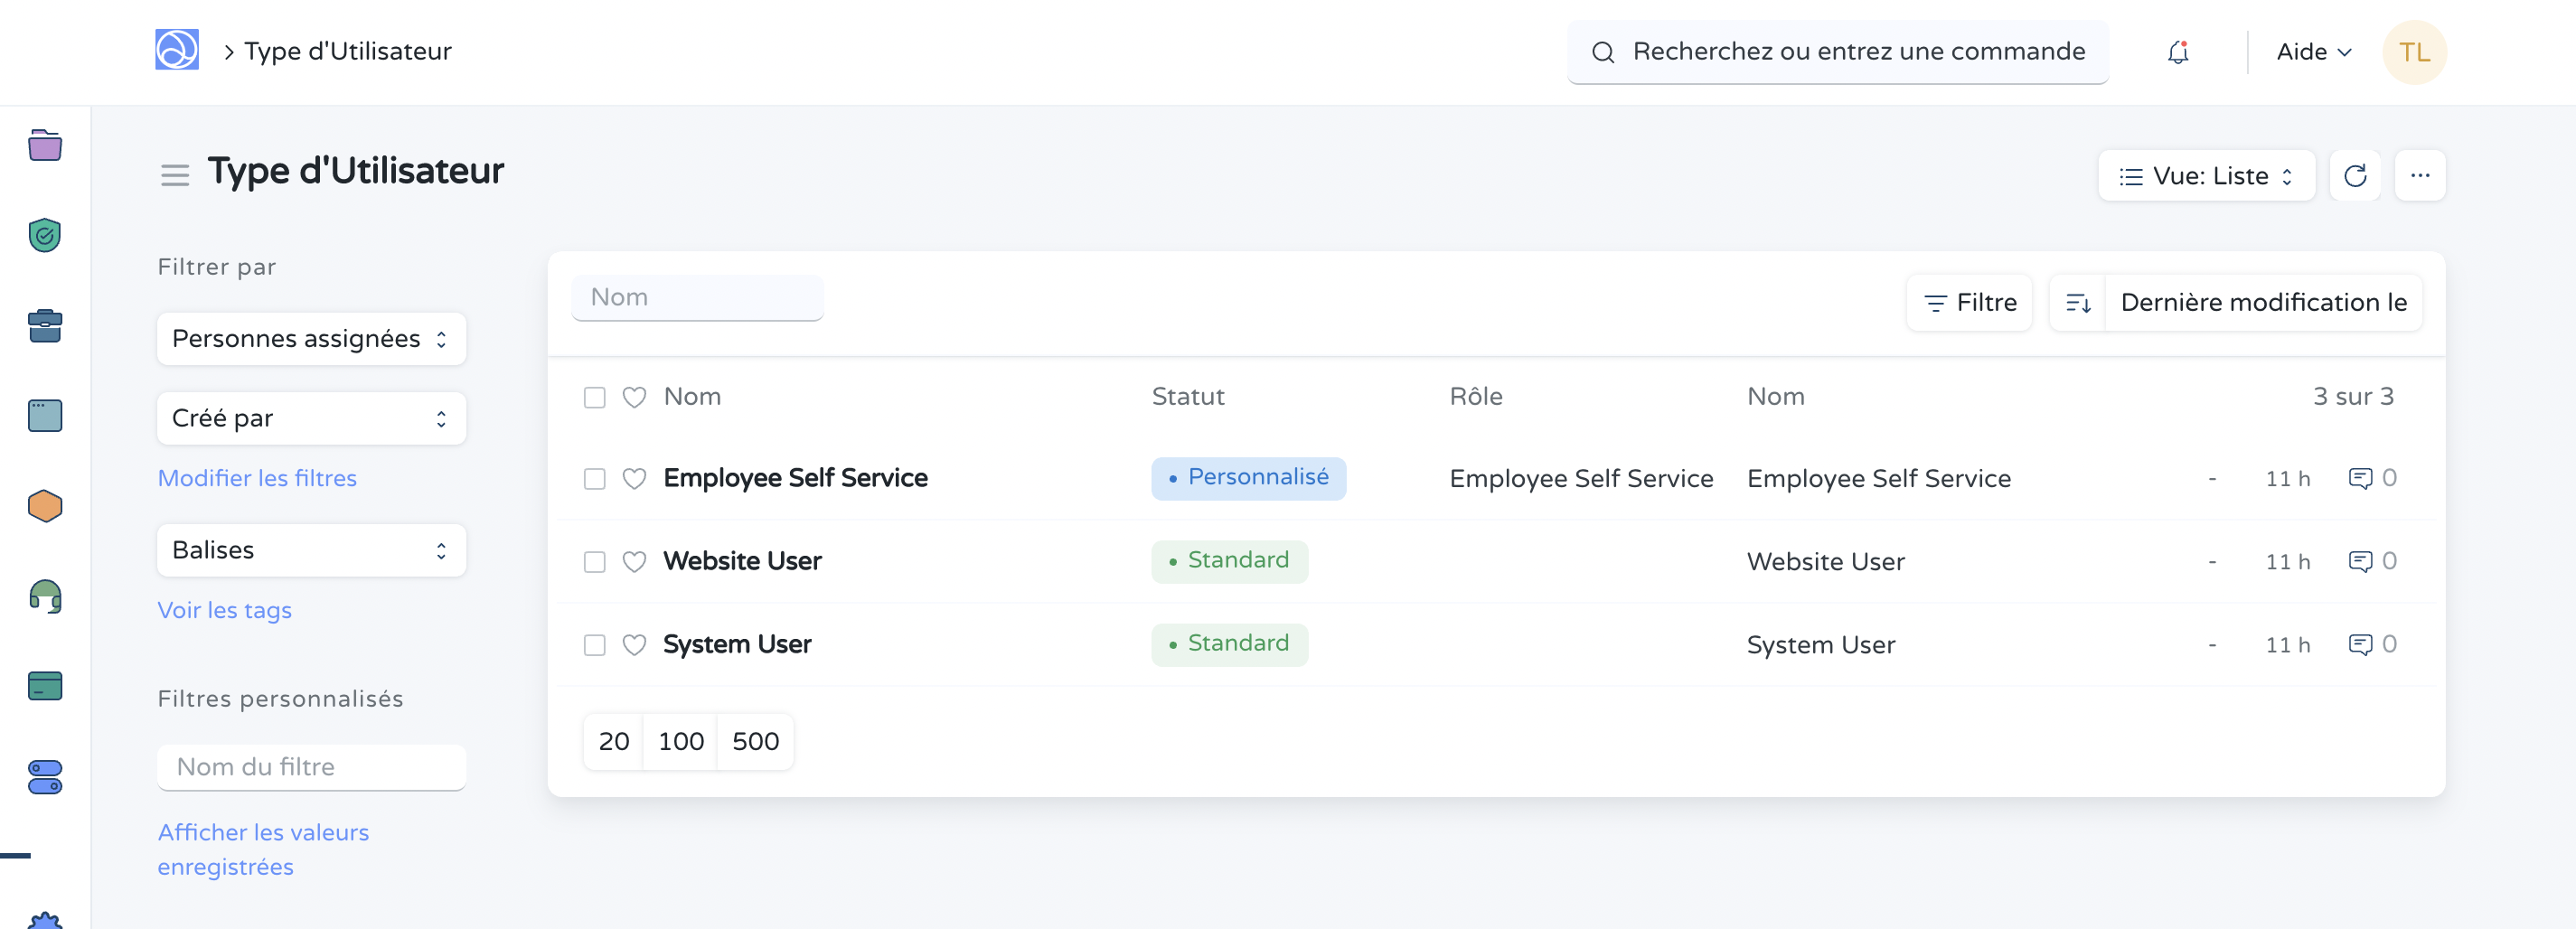 Type d'Utilisateur
Recherchez ou entrez une commande
Aide
TL
Type d'Utilisateur
Vue: Liste
Filtrer par
Personnes assignées
Créé par
Modifier les filtres
Balises
Voir les tags
Filtres personnalisés
Nom du filtre
Afficher les valeurs
enregistrées
Nom
Filtre
Dernière modification le
Nom Statut Rôle Nom 3 sur 3
Employee Self Service • Personnalisé Employee Self Service Employee Self Service - 11 h 0
Website User • Standard Website User - 11 h 0
System User • Standard System User - 11 h 0
20 100 500